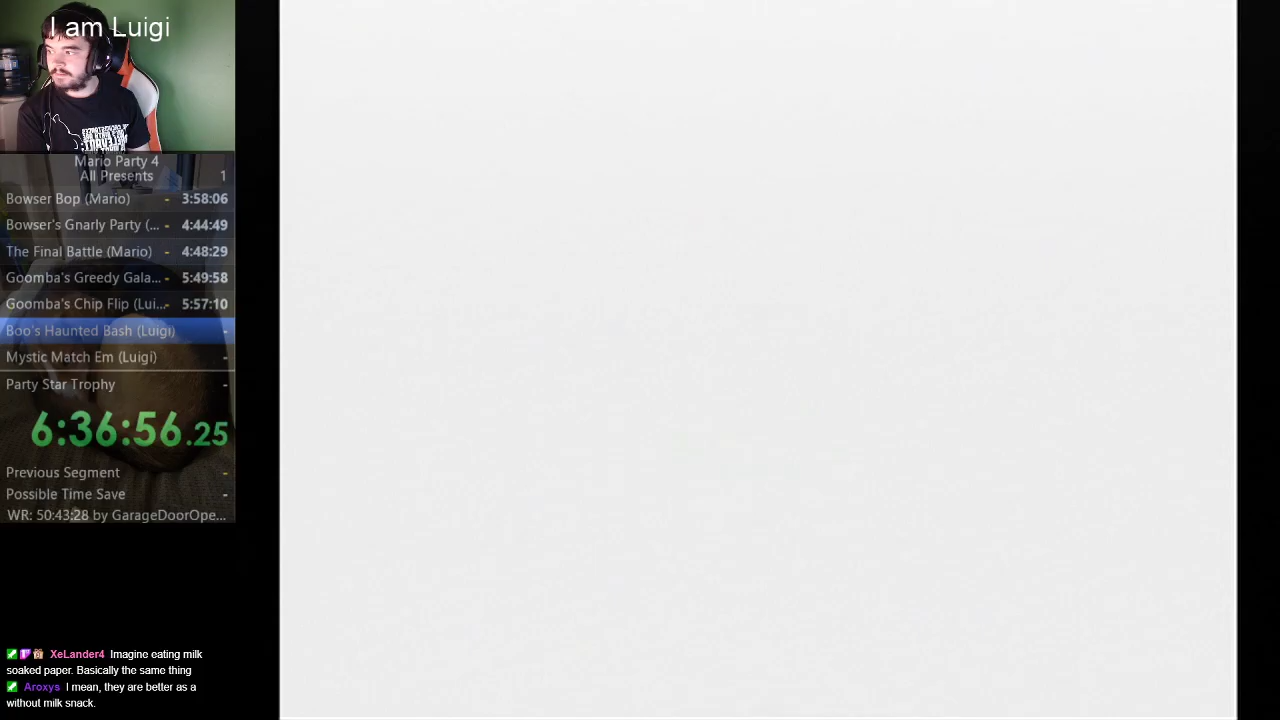 I am Luigi
Mario Party 4
All Presents 1
Bowser Bop (Mario) - 3:58:06
Bowser's Gnarly Party (... - 4:44:49
The Final Battle (Mario) - 4:48:29
Goomba's Greedy Gala... - 5:49:58
Goomba's Chip Flip (Lui... - 5:57:10
Boo's Haunted Bash (Luigi) -
Mystic Match Em (Luigi) -
Party Star Trophy -
6:36:56.25
Previous Segment -
Possible Time Save -
WR: 50:43:28 by GarageDoorOpe...
XeLander4 Imagine eating milk
soaked paper. Basically the same thing
Aroxys I mean, they are better as a
without milk snack.